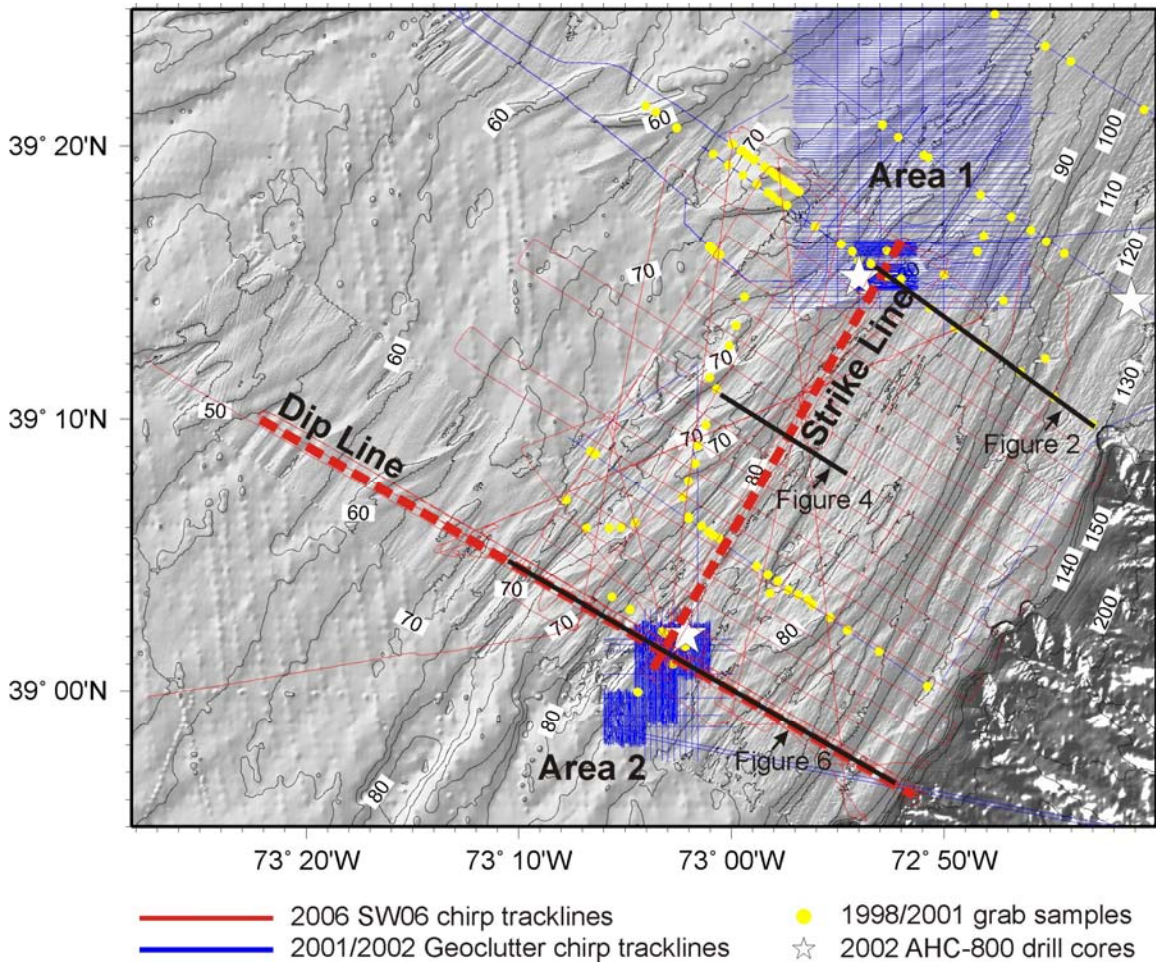 60
60
70
100
39° 20'N
Area 1
90
110
120
70
60
70
130
50
39° 10'N
Dip Line
Strike Line
70
70
80
Figure 2
Figure 4
60
150
140
70
70
70
80
200
39° 00'N
80
Area 2
Figure 6
80
73° 20'W
73° 10'W
73° 00'W
72° 50'W
2006 SW06 chirp tracklines
1998/2001 grab samples
2001/2002 Geoclutter chirp tracklines
2002 AHC-800 drill cores